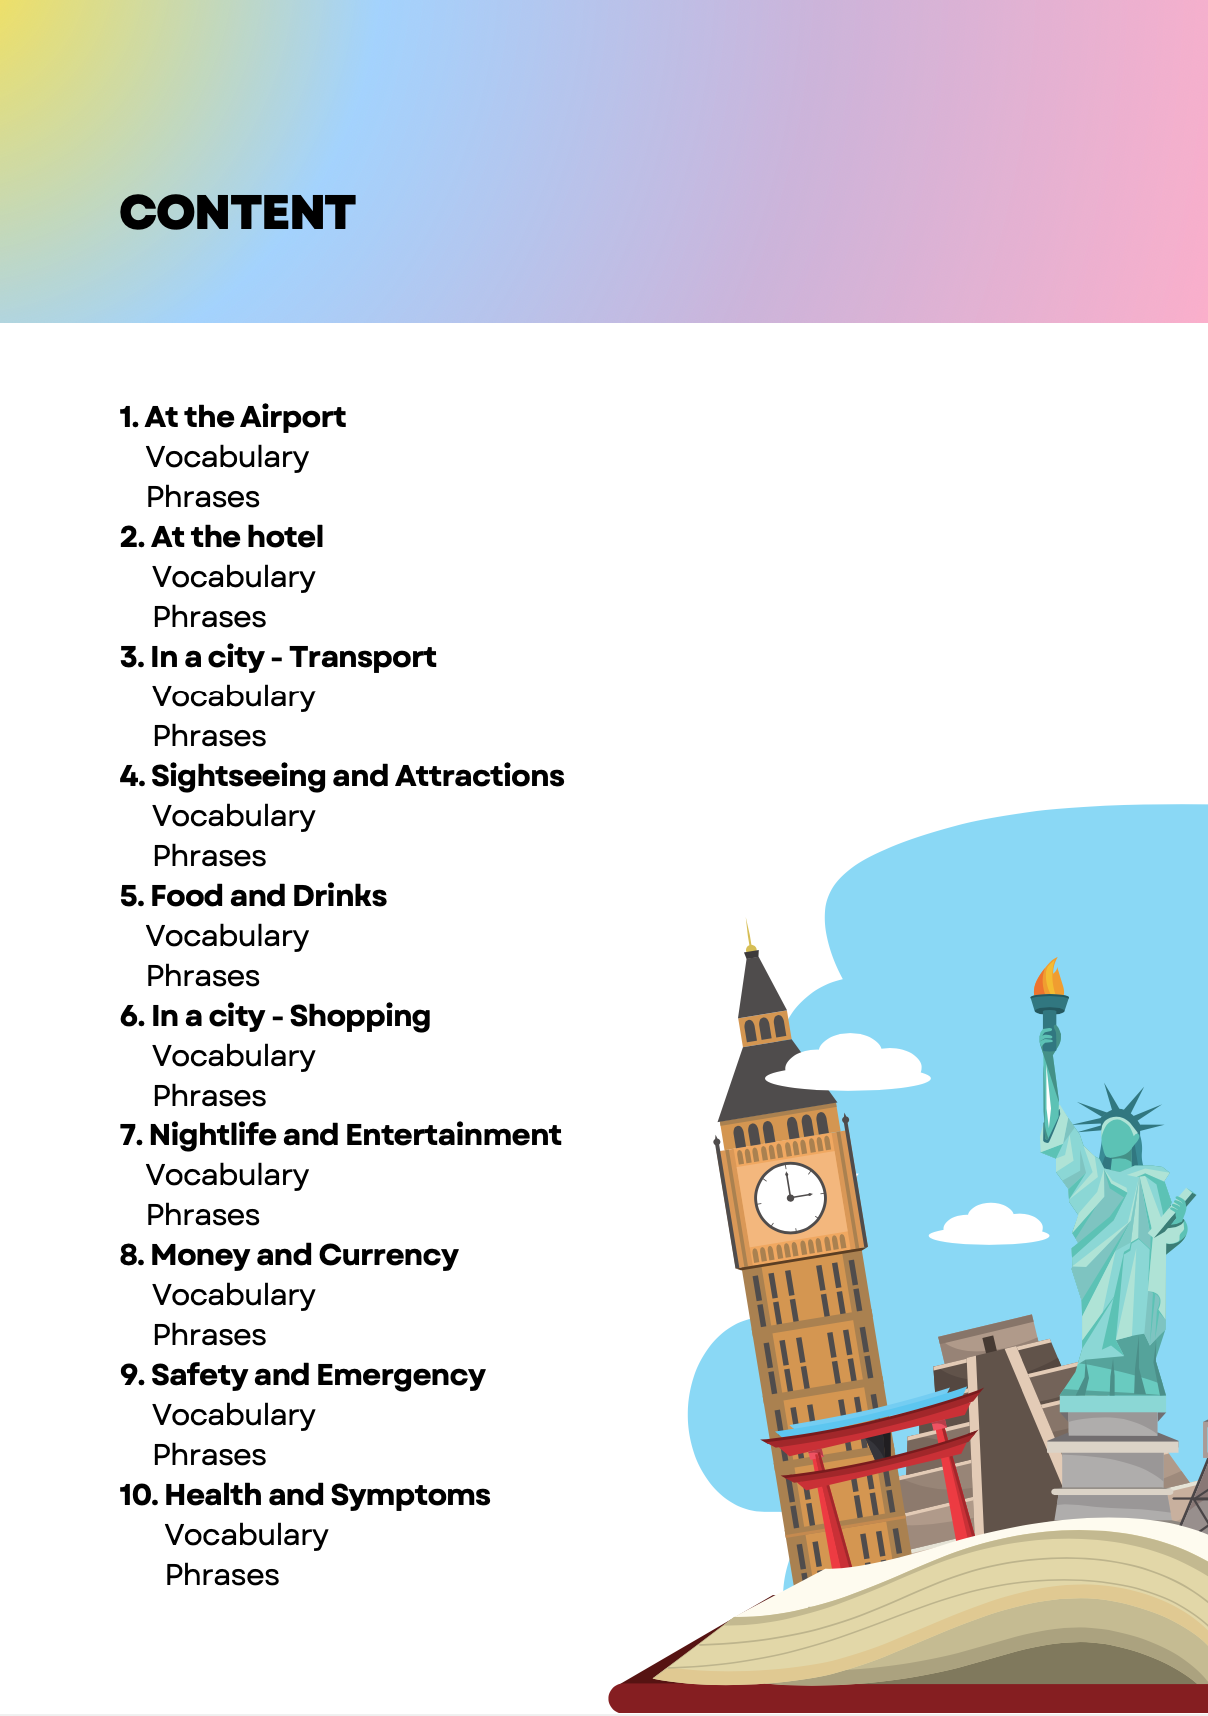 CONTENT
1. At the Airport
Vocabulary
Phrases
2. At the hotel
Vocabulary
Phrases
3. In a city - Transport
Vocabulary
Phrases
4. Sightseeing and Attractions
Vocabulary
Phrases
5. Food and Drinks
Vocabulary
Phrases
6. In a city - Shopping
Vocabulary
Phrases
7. Nightlife and Entertainment
Vocabulary
Phrases
8. Money and Currency
Vocabulary
Phrases
9. Safety and Emergency
Vocabulary
Phrases
10. Health and Symptoms
Vocabulary
Phrases